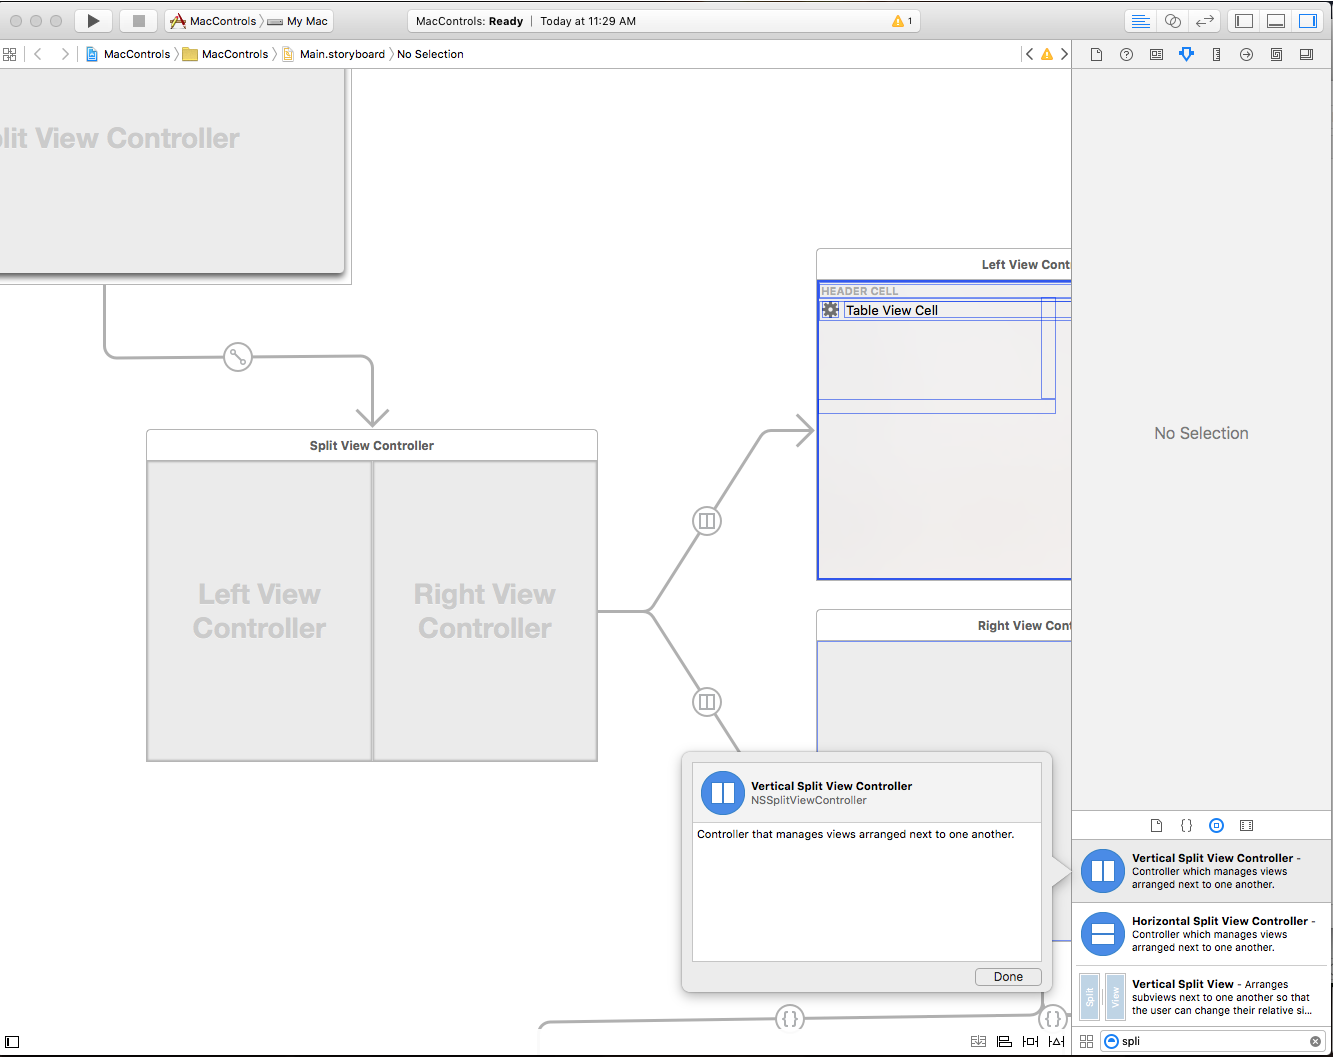 MacControls
My Mac
MacControls: Ready
Today at 11:29 AM
1
MacControls
MacControls
Main.storyboard
No Selection
lit View Controller
Left View Cont
HEADER CELL
Table View Cell
No Selection
Split View Controller
Left View
Controller
Right View
Controller
Right View Cont
Vertical Split View Controller
NSSplitViewController
Controller that manages views arranged next to one another.
Done
{}
{}
{}
Vertical Split View Controller -
Controller which manages views
arranged next to one another.
Horizontal Split View Controller -
Controller which manages views
arranged next to one another.
Split
View
Vertical Split View - Arranges
subviews next to one another so that
the user can change their relative si...
spli